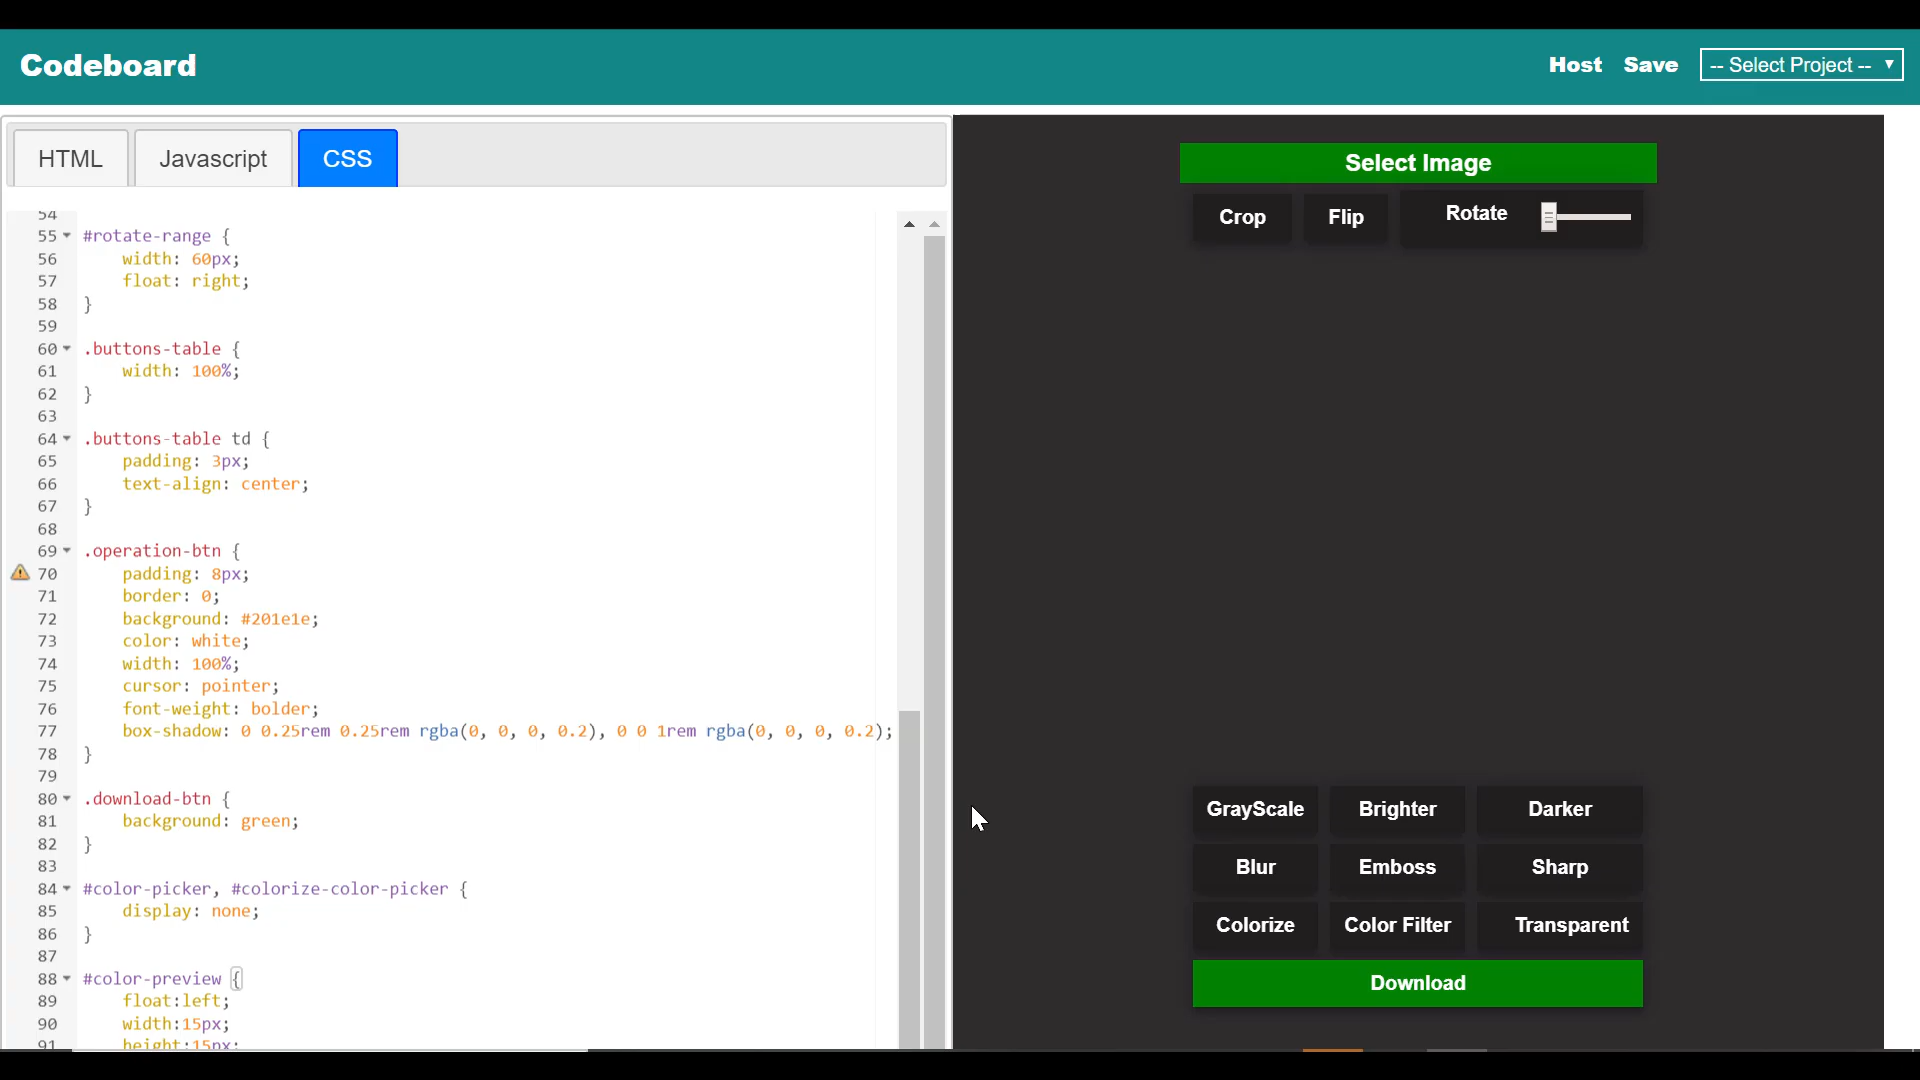 Codeboard
Host Save -- Select Project --
HTML Javascript CSS
54
55 #rotate-range {
56 width: 60px;
57 float: right;
58 }
59
60 .buttons-table {
61 width: 100%;
62 }
63
64 .buttons-table td {
65 padding: 3px;
66 text-align: center;
67 }
68
69 .operation-btn {
70 padding: 8px;
71 border: 0;
72 background: #201e1e;
73 color: white;
74 width: 100%;
75 cursor: pointer;
76 font-weight: bolder;
77 box-shadow: 0 0.25rem 0.25rem rgba(0, 0, 0, 0.2), 0 0 1rem rgba(0, 0, 0, 0.2);
78 }
79
80 .download-btn {
81 background: green;
82 }
83
84 #color-picker, #colorize-color-picker {
85 display: none;
86 }
87
88 #color-preview {
89 float:left;
90 width:15px;
91 height:15px;
Select Image
Crop Flip Rotate
GrayScale Brighter Darker
Blur Emboss Sharp
Colorize Color Filter Transparent
Download